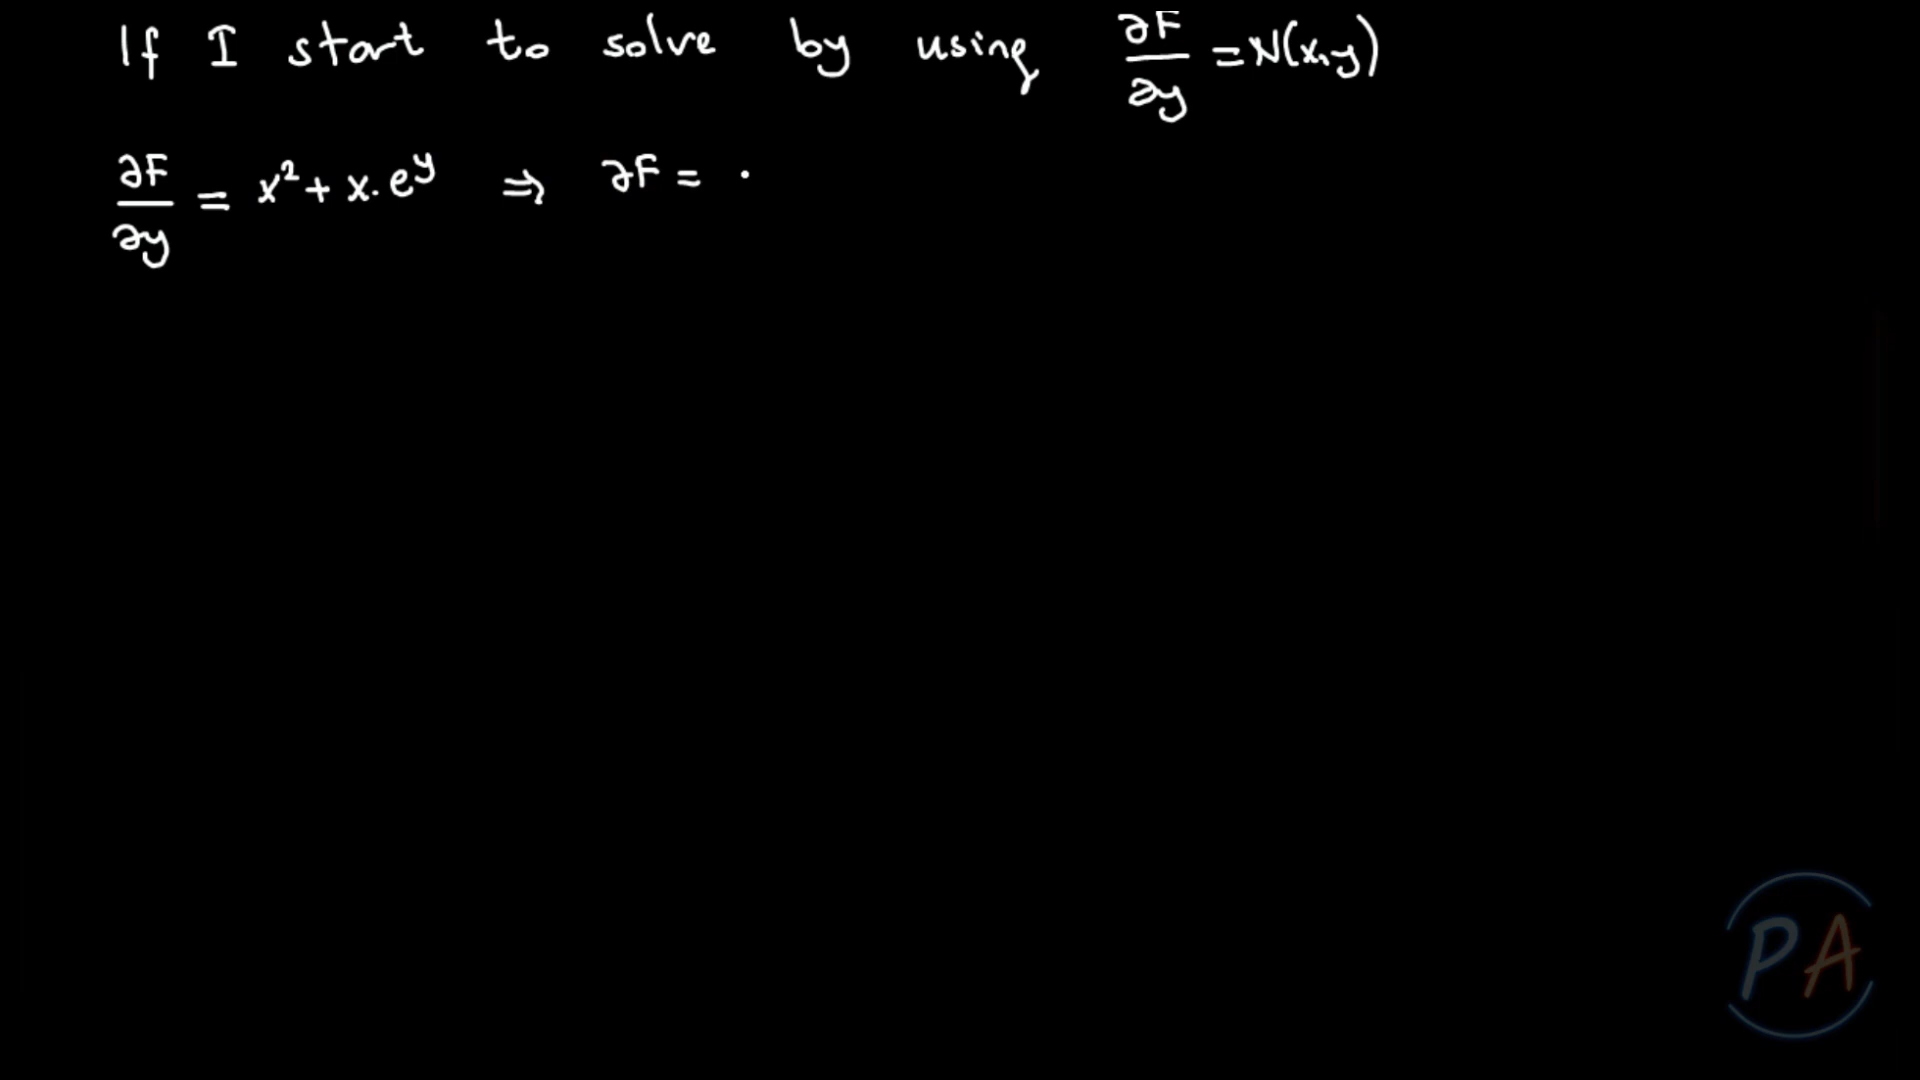 If I start to solve by using ∂F/∂y = N(x,y)
∂F/∂y = x² + x · e^y ⇒ ∂F = ·
PA